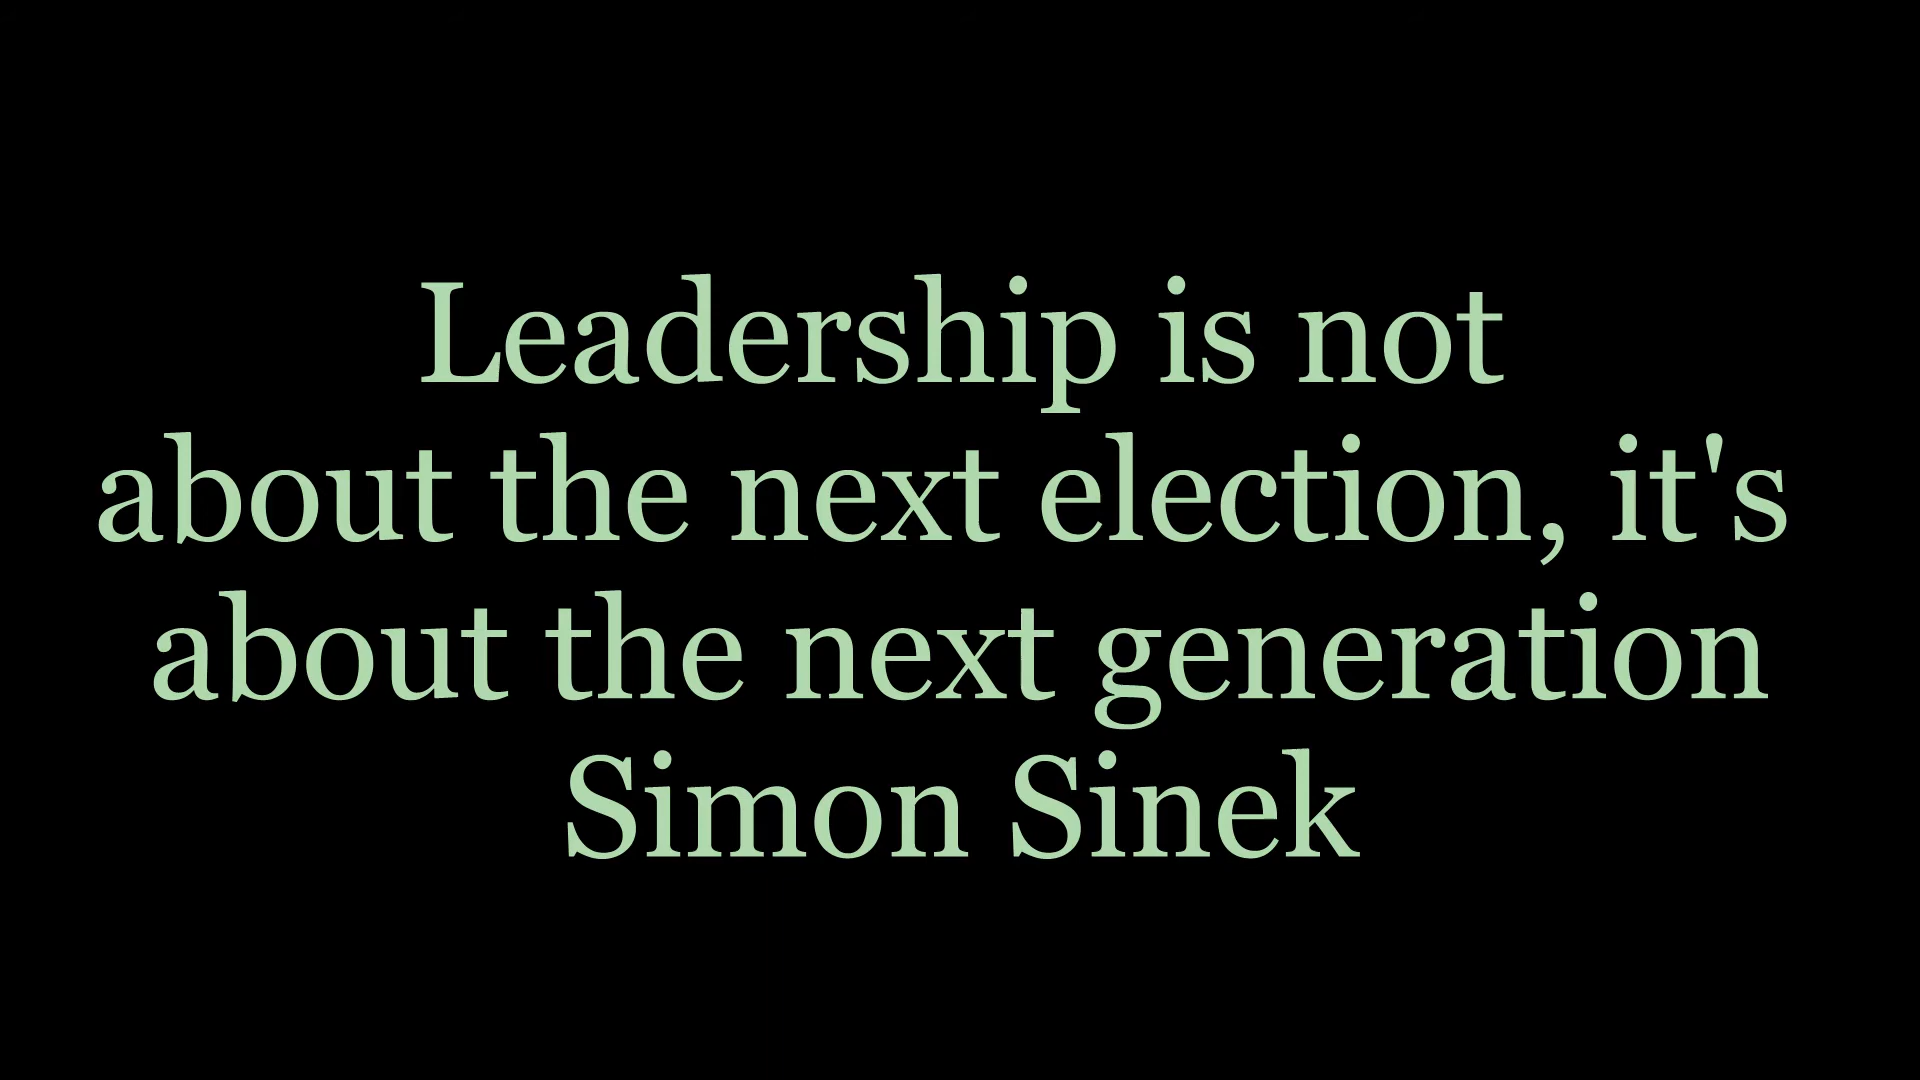 Leadership is not
about the next election, it's
about the next generation
Simon Sinek